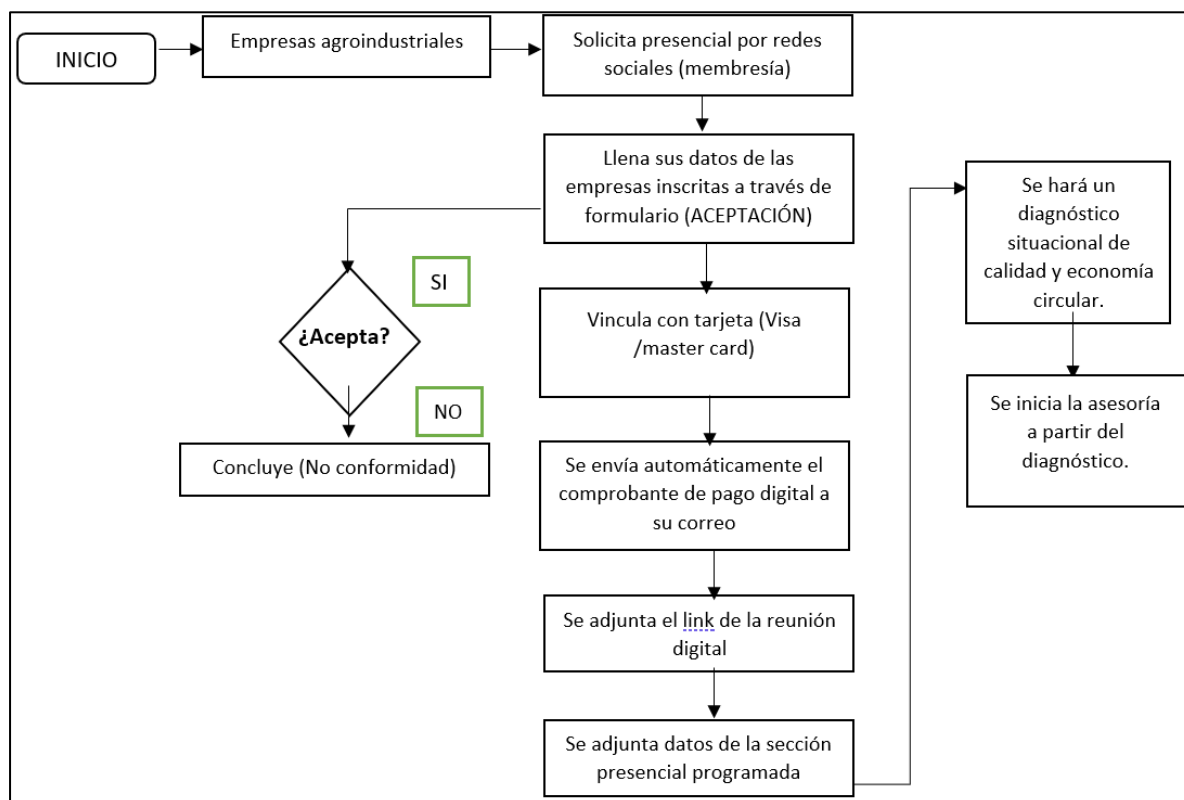 INICIO
Empresas agroindustriales
Solicita presencial por redes
sociales (membresía)
Llena sus datos de las
empresas inscritas a través de
formulario (ACEPTACIÓN)
SI
¿Acepta?
NO
Concluye (No conformidad)
Vincula con tarjeta (Visa
/master card)
Se envía automáticamente el
comprobante de pago digital a
su correo
Se adjunta el link de la reunión
digital
Se adjunta datos de la sección
presencial programada
Se hará un
diagnóstico
situacional de
calidad y economía
circular.
Se inicia la asesoría
a partir del
diagnóstico.